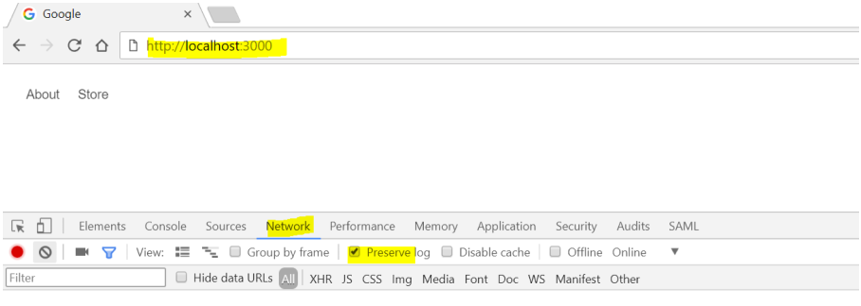 Google
http://localhost:3000
About Store
Elements Console Sources Network Performance Memory Application Security Audits SAML
View: Group by frame Preserve log Disable cache Offline Online
Filter Hide data URLs All XHR JS CSS Img Media Font Doc WS Manifest Other